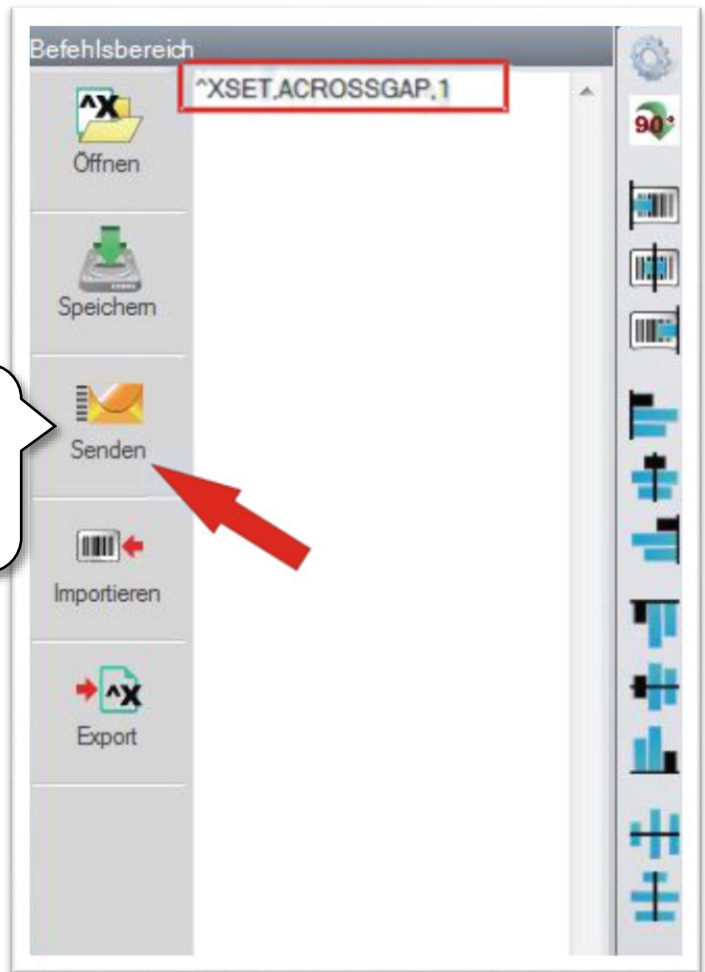 Befehlsbereich
^XSET,ACROSSGAP,1
^X
Öffnen
Speichern
Senden
Importieren
^X
Export
90°